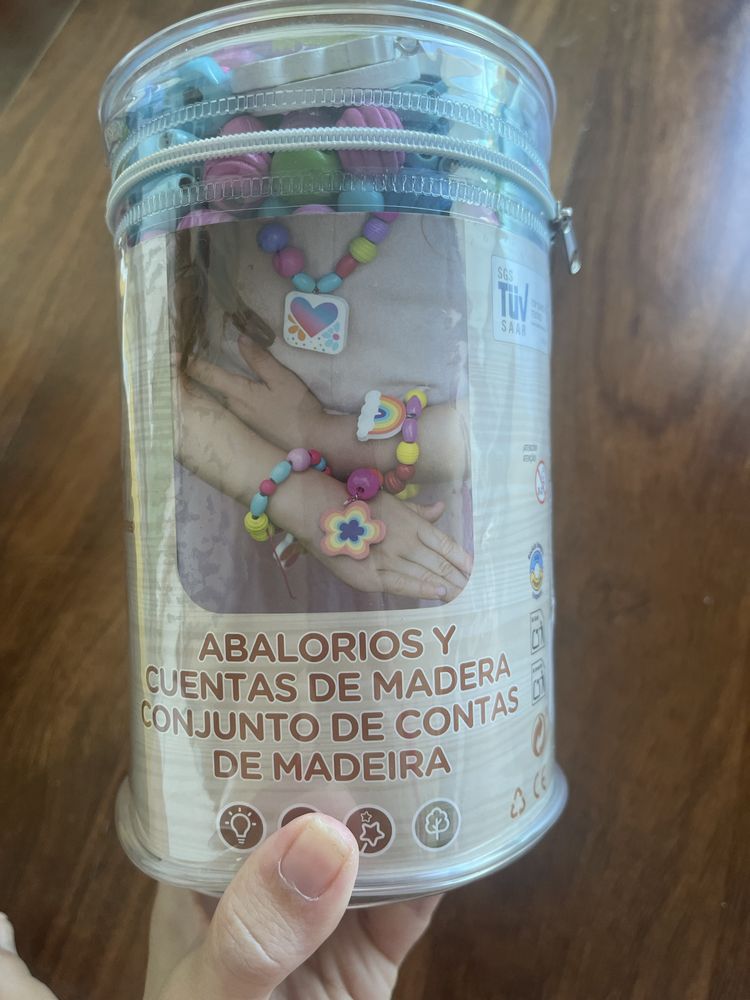 SGS
TÜV
SAAR
ABALORIOS Y
CUENTAS DE MADERA
CONJUNTO DE CONTAS
DE MADEIRA
CE